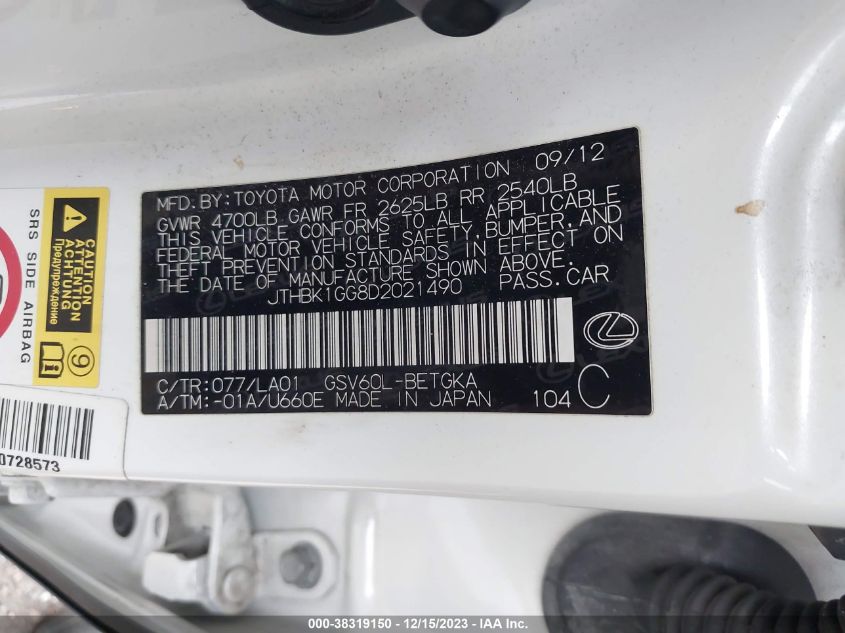 MFD. BY: TOYOTA MOTOR CORPORATION 09/12
GVWR 4700LB GAWR FR 2625LB RR 2540LB
THIS VEHICLE CONFORMS TO ALL APPLICABLE
FEDERAL MOTOR VEHICLE SAFETY, BUMPER, AND
THEFT PREVENTION STANDARDS IN EFFECT ON
THE DATE OF MANUFACTURE SHOWN ABOVE.
JTHBK1GG8D2021490 PASS. CAR
C/TR: 077/LA01 GSV60L-BETGKA
A/TM: -01A/U660E MADE IN JAPAN 104 C
SRS SIDE AIRBAG
CAUTION
ATTENTION
ACHTUNG
Предупреждение
i
9
0728573
000-38319150 - 12/15/2023 - © IAA Inc.